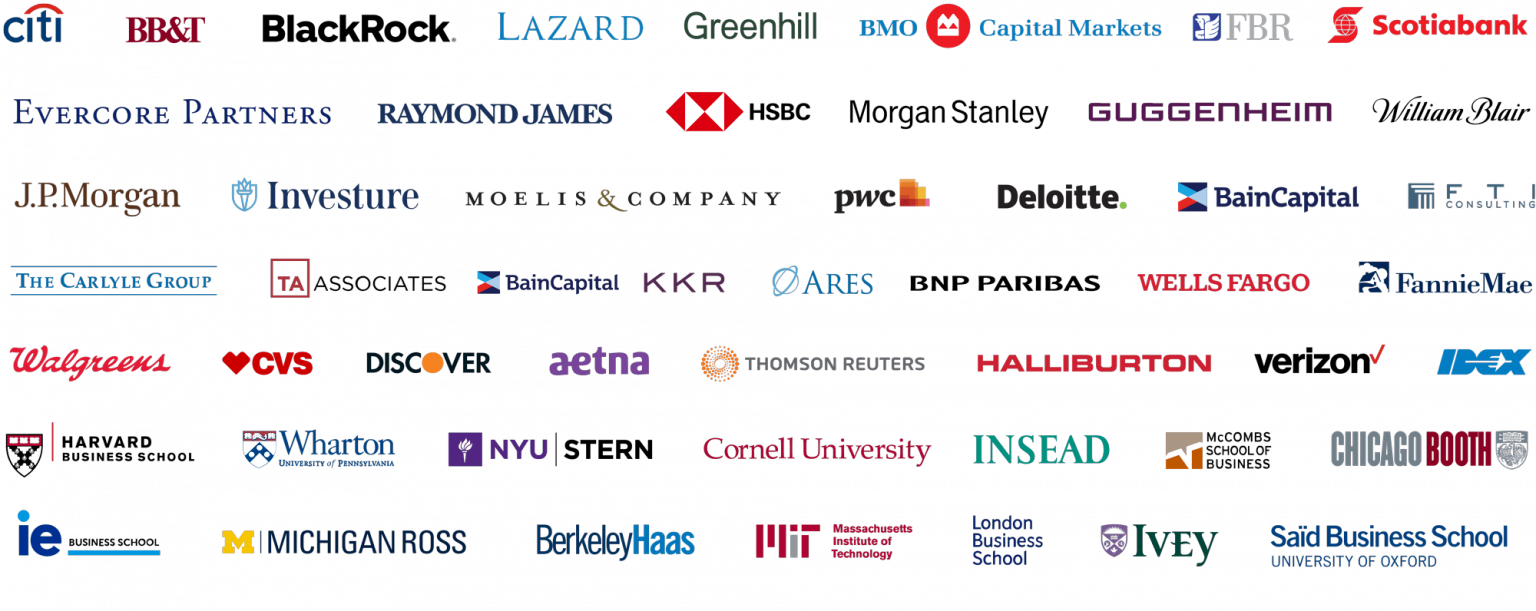 citi BB&T BlackRock. LAZARD Greenhill BMO Capital Markets FBR Scotiabank
EVERCORE PARTNERS RAYMOND JAMES HSBC Morgan Stanley GUGGENHEIM William Blair
J.P.Morgan Investure MOELIS & COMPANY pwc Deloitte. BainCapital FTI CONSULTING
THE CARLYLE GROUP TA ASSOCIATES BainCapital KKR ARES BNP PARIBAS WELLS FARGO FannieMae
Walgreens CVS DISCOVER aetna THOMSON REUTERS HALLIBURTON verizon IDEX
HARVARD
BUSINESS SCHOOL
Wharton
UNIVERSITY of PENNSYLVANIA
NYU STERN
Cornell University
INSEAD
McCOMBS
SCHOOL OF
BUSINESS
CHICAGO BOOTH
ie BUSINESS SCHOOL
M MICHIGAN ROSS
BerkeleyHaas
MIT Massachusetts
Institute of
Technology
London
Business
School
IVEY
Saïd Business School
UNIVERSITY OF OXFORD